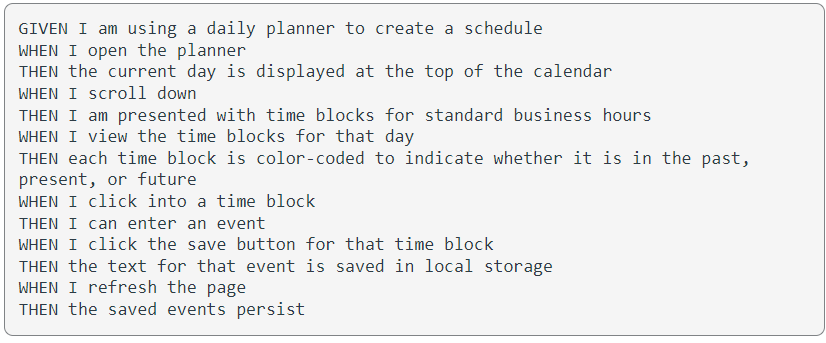 GIVEN I am using a daily planner to create a schedule
WHEN I open the planner
THEN the current day is displayed at the top of the calendar
WHEN I scroll down
THEN I am presented with time blocks for standard business hours
WHEN I view the time blocks for that day
THEN each time block is color-coded to indicate whether it is in the past,
present, or future
WHEN I click into a time block
THEN I can enter an event
WHEN I click the save button for that time block
THEN the text for that event is saved in local storage
WHEN I refresh the page
THEN the saved events persist